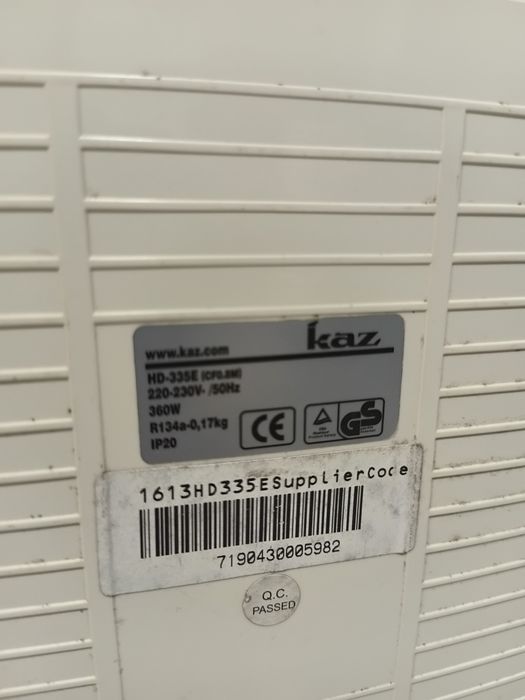 kaz
www.kaz.com
HD-335E (CFD.8M)
220-230V- /50Hz
360W
R134a-0,17kg
IP20
CE
GS
1613HD335ESupplierCode
7190430005982
Q.C.
PASSED